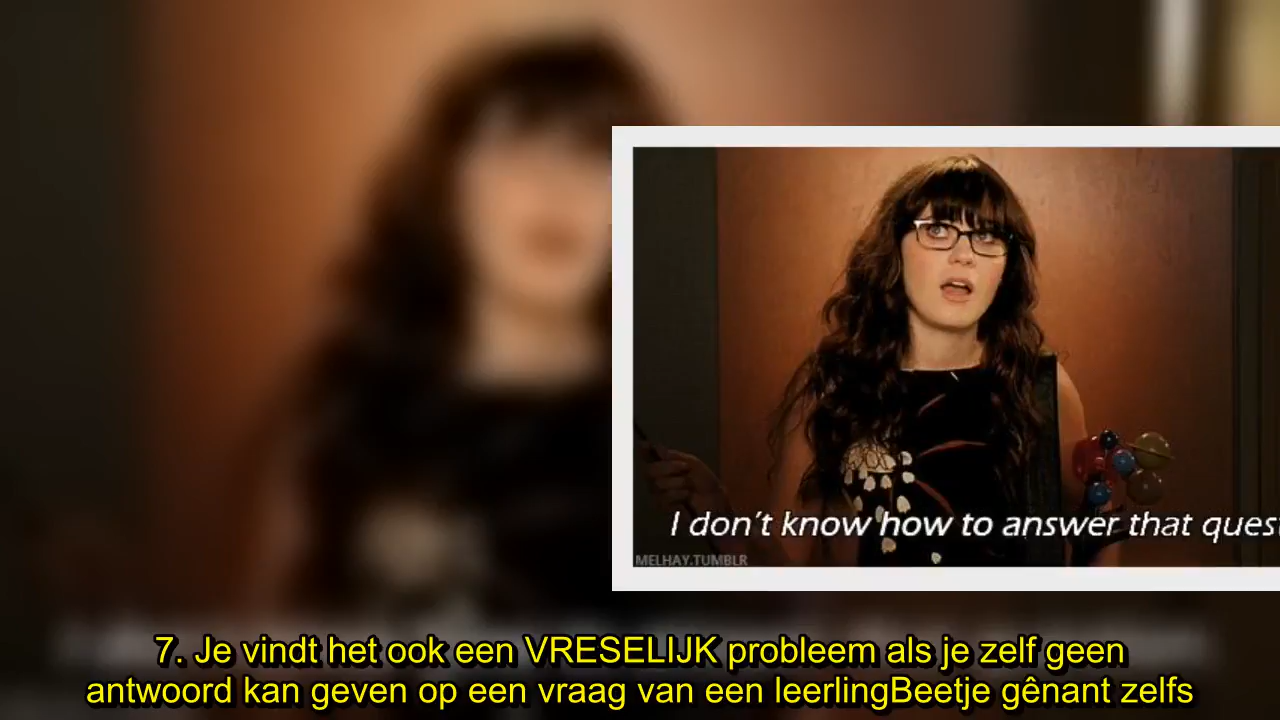 I don't know how to answer that quest
MELHAY.TUMBLR
7. Je vindt het ook een VRESELIJK probleem als je zelf geen
antwoord kan geven op een vraag van een leerlingBeetje gênant zelfs